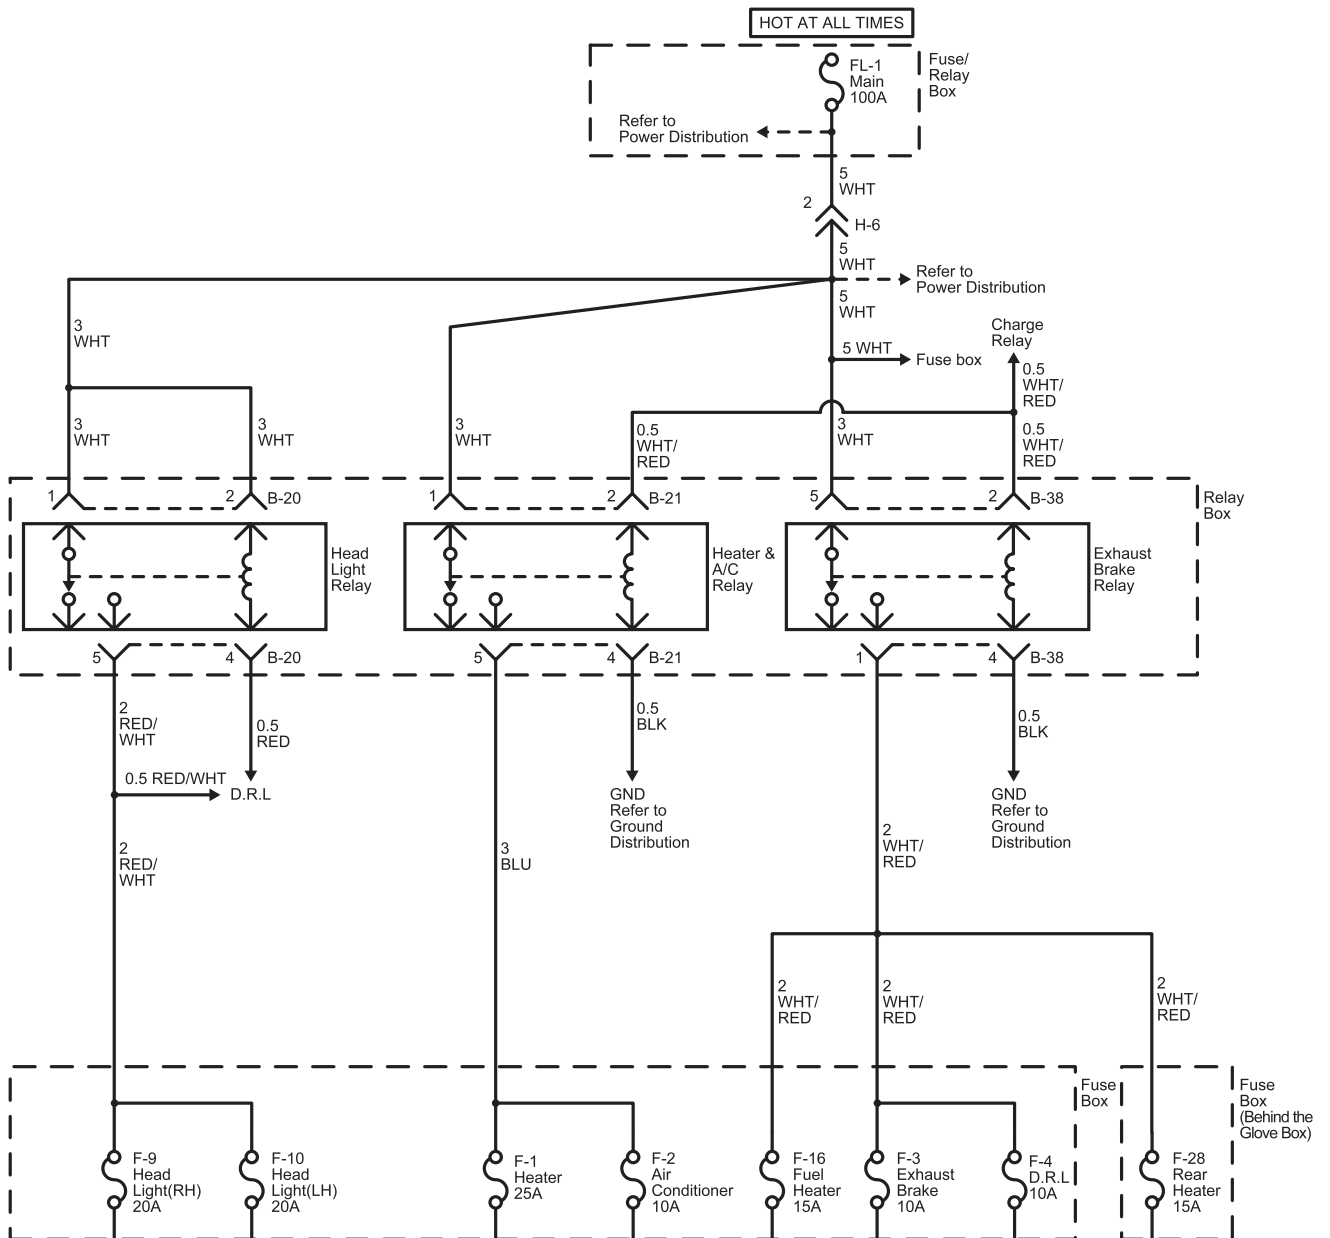 HOT AT ALL TIMES
FL-1
Main
100A
Fuse/
Relay
Box
Refer to
Power Distribution
5
WHT
2
H-6
5
WHT
Refer to
Power Distribution
5
WHT
3
WHT
5 WHT
Fuse box
Charge
Relay
0.5
WHT/
RED
3
WHT
3
WHT
3
WHT
0.5
WHT/
RED
3
WHT
0.5
WHT/
RED
1
2
B-20
1
2
B-21
5
2
B-38
Relay
Box
Head
Light
Relay
Heater &
A/C
Relay
Exhaust
Brake
Relay
5
4
B-20
5
4
B-21
1
4
B-38
2
RED/
WHT
0.5
RED
0.5
BLK
0.5
BLK
0.5 RED/WHT
D.R.L
GND
Refer to
Ground
Distribution
GND
Refer to
Ground
Distribution
2
RED/
WHT
3
BLU
2
WHT/
RED
2
WHT/
RED
2
WHT/
RED
2
WHT/
RED
Fuse
Box
Fuse
Box
(Behind the
Glove Box)
F-9
Head
Light(RH)
20A
F-10
Head
Light(LH)
20A
F-1
Heater
25A
F-2
Air
Conditioner
10A
F-16
Fuel
Heater
15A
F-3
Exhaust
Brake
10A
F-4
D.R.L
10A
F-28
Rear
Heater
15A